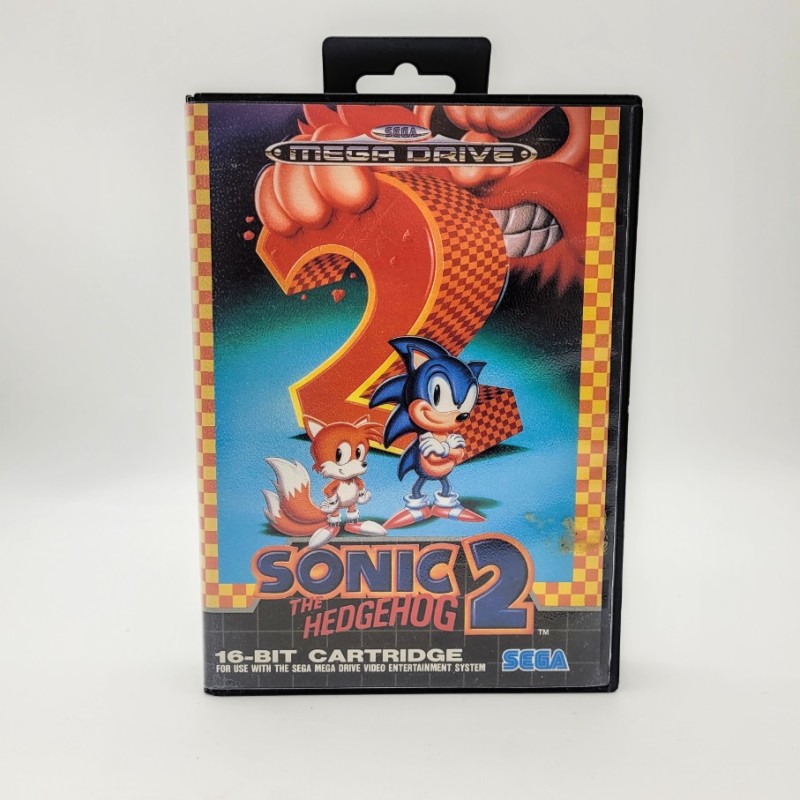 SEGA
MEGA DRIVE
2
SONIC
THE
HEDGEHOG 2
TM
16-BIT CARTRIDGE
FOR USE WITH THE SEGA MEGA DRIVE VIDEO ENTERTAINMENT SYSTEM
SEGA